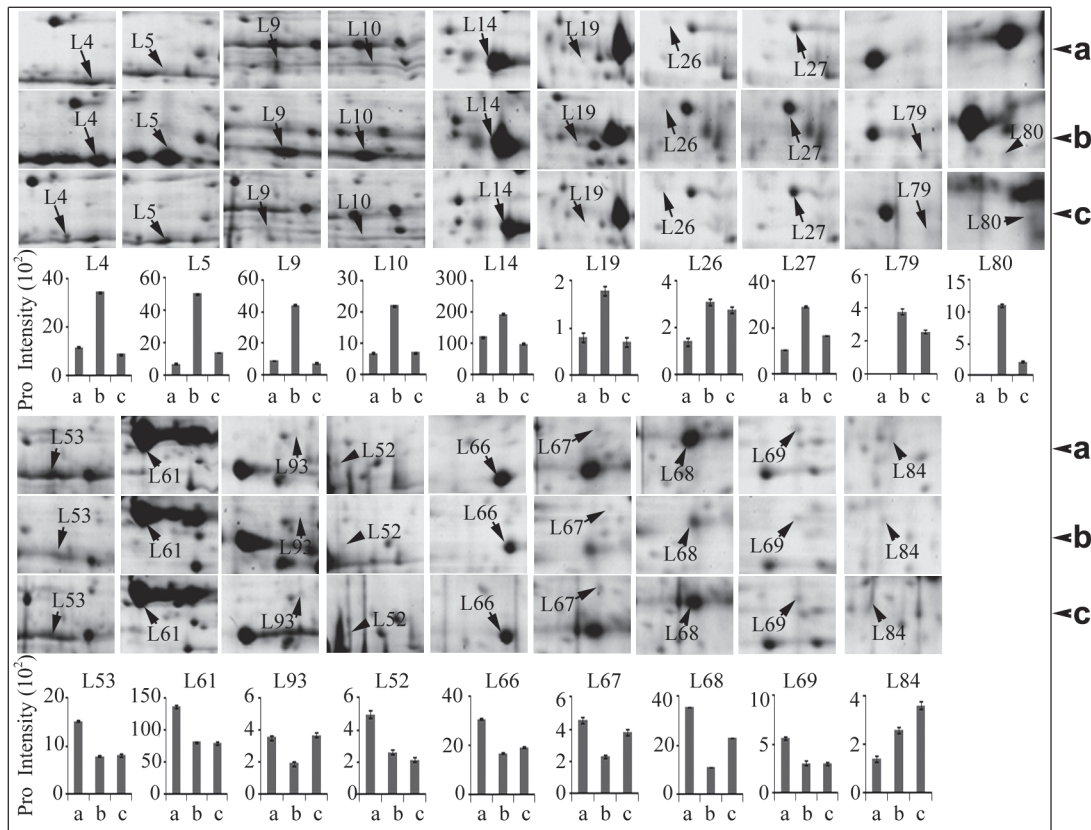 L4 L5 L9 L10 L14 L19 L26 L27 a
L4 L5 L9 L10 L14 L19 L26 L27 L79 L80 b
L4 L5 L9 L10 L14 L19 L26 L27 L79 L80 c
Pro Intensity (10²)
L4 L5 L9 L10 L14 L19 L26 L27 L79 L80
40 60 60 30 300 2 4 40 6 15
20 40 40 20 200 1 2 20 4 10
20 20 10 100 2 5
0 0 0 0 0 0 0 0 0 0
a b c a b c a b c a b c a b c a b c a b c a b c a b c a b c
L53 L61 L93 L52 L66 L67 L68 L69 L84 a
L53 L61 L93 L52 L66 L67 L68 L69 L84 b
L53 L61 L93 L52 L66 L67 L68 L69 L84 c
Pro Intensity (10²)
L53 L61 L93 L52 L66 L67 L68 L69 L84
20 150 6 6 40 6 40 10 4
10 100 4 4 20 4 20 5 2
50 2 2 2
0 0 0 0 0 0 0 0 0
a b c a b c a b c a b c a b c a b c a b c a b c a b c